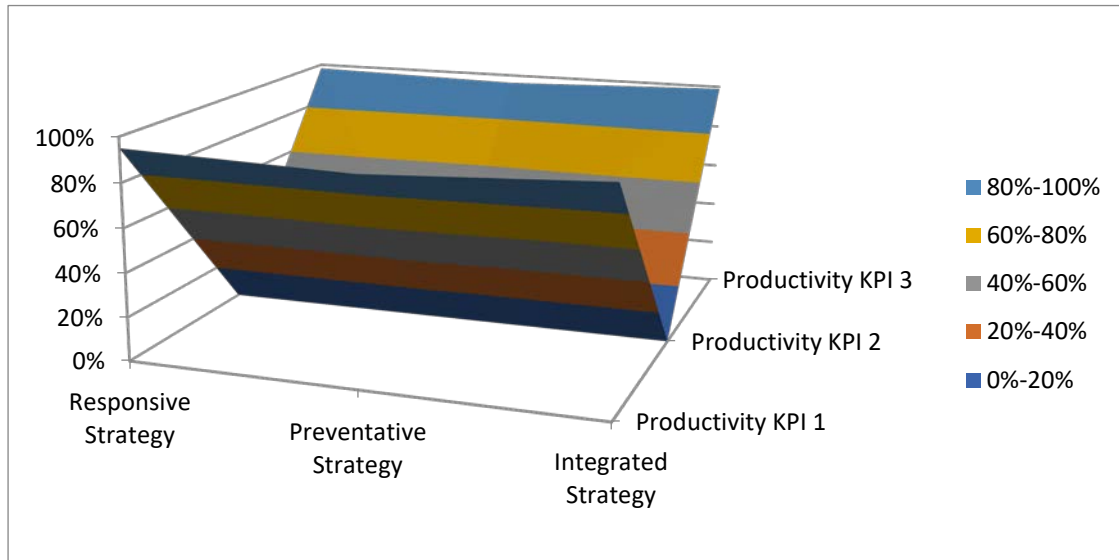 100%
80%
60%
40%
20%
0%
Responsive
Strategy
Preventative
Strategy
Integrated
Strategy
Productivity KPI 3
Productivity KPI 2
Productivity KPI 1
80%-100%
60%-80%
40%-60%
20%-40%
0%-20%